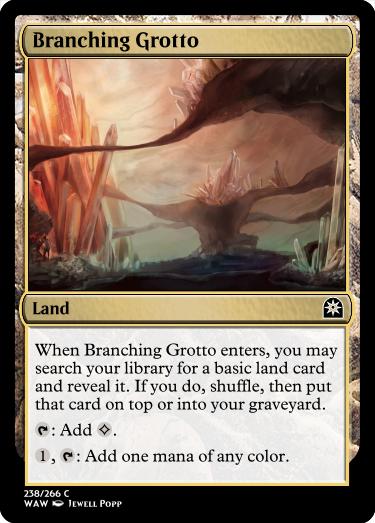 Branching Grotto
Land
When Branching Grotto enters, you may
search your library for a basic land card
and reveal it. If you do, shuffle, then put
that card on top or into your graveyard.
: Add .
1, : Add one mana of any color.
238/266 C
WAW Jewell Popp